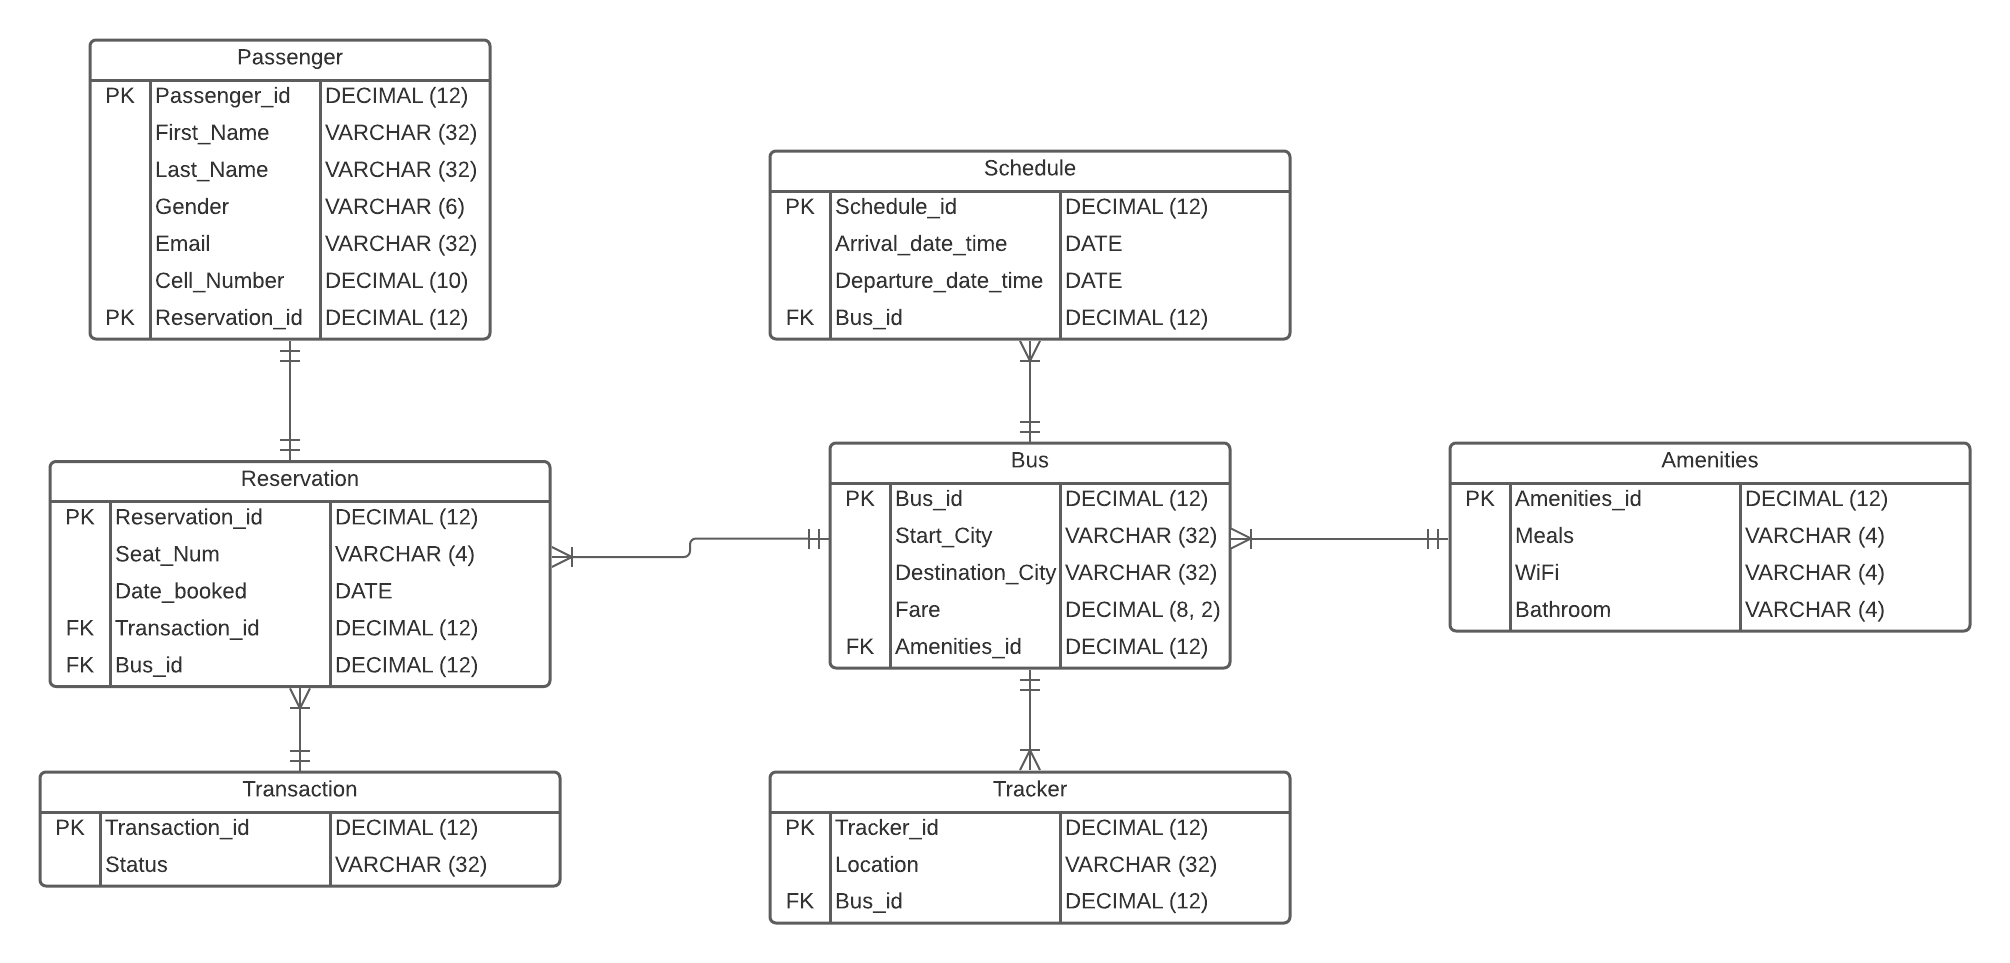 Passenger
PK Passenger_id DECIMAL (12)
First_Name VARCHAR (32)
Last_Name VARCHAR (32)
Gender VARCHAR (6)
Email VARCHAR (32)
Cell_Number DECIMAL (10)
PK Reservation_id DECIMAL (12)
Schedule
PK Schedule_id DECIMAL (12)
Arrival_date_time DATE
Departure_date_time DATE
FK Bus_id DECIMAL (12)
Reservation
PK Reservation_id DECIMAL (12)
Seat_Num VARCHAR (4)
Date_booked DATE
FK Transaction_id DECIMAL (12)
FK Bus_id DECIMAL (12)
Bus
PK Bus_id DECIMAL (12)
Start_City VARCHAR (32)
Destination_City VARCHAR (32)
Fare DECIMAL (8, 2)
FK Amenities_id DECIMAL (12)
Amenities
PK Amenities_id DECIMAL (12)
Meals VARCHAR (4)
WiFi VARCHAR (4)
Bathroom VARCHAR (4)
Transaction
PK Transaction_id DECIMAL (12)
Status VARCHAR (32)
Tracker
PK Tracker_id DECIMAL (12)
Location VARCHAR (32)
FK Bus_id DECIMAL (12)